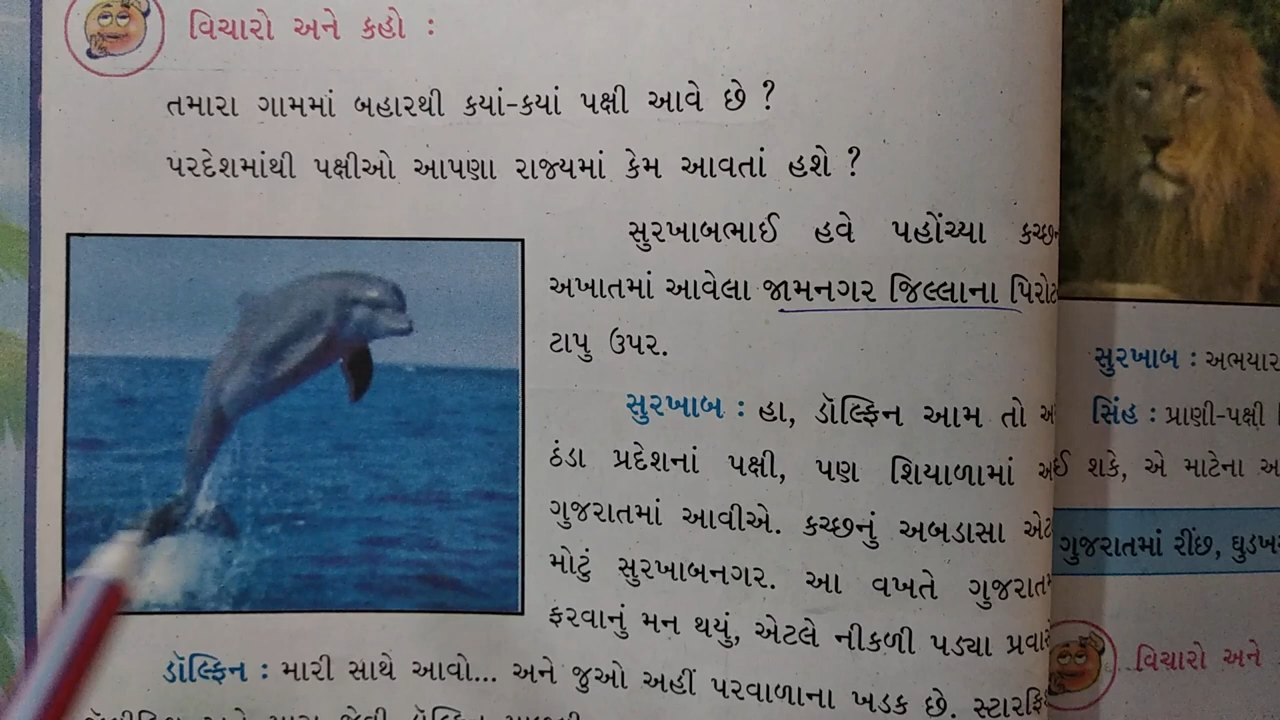 વિચારો અને કહો :
તમારા ગામમાં બહારથી કયાં-કયાં પક્ષી આવે છે ?
પરદેશમાંથી પક્ષીઓ આપણા રાજ્યમાં કેમ આવતાં હશે ?
સુરખાબભાઈ હવે પહોંચ્યા
અખાતમાં આવેલા જામનગર જિલ્લાના
ટાપુ ઉપર.
સુરખાબ : હા, ડૉલ્ફિન આમ તો
ઠંડા પ્રદેશનાં પક્ષી, પણ શિયાળામાં
ગુજરાતમાં આવીએ. કચ્છનું અબડાસા
મોટું સુરખાબનગર. આ વખતે
ફરવાનું મન થયું, એટલે નીકળી પડ્યા
ડૉલ્ફિન : મારી સાથે આવો... અને જુઓ અહીં પરવાળાના ખડક છે.
સુરખાબ :
સિંહ : પ્રાણી-પક્ષી
શકે, એ માટેના
ગુજરાતમાં રીંછ,
વિચારો અને